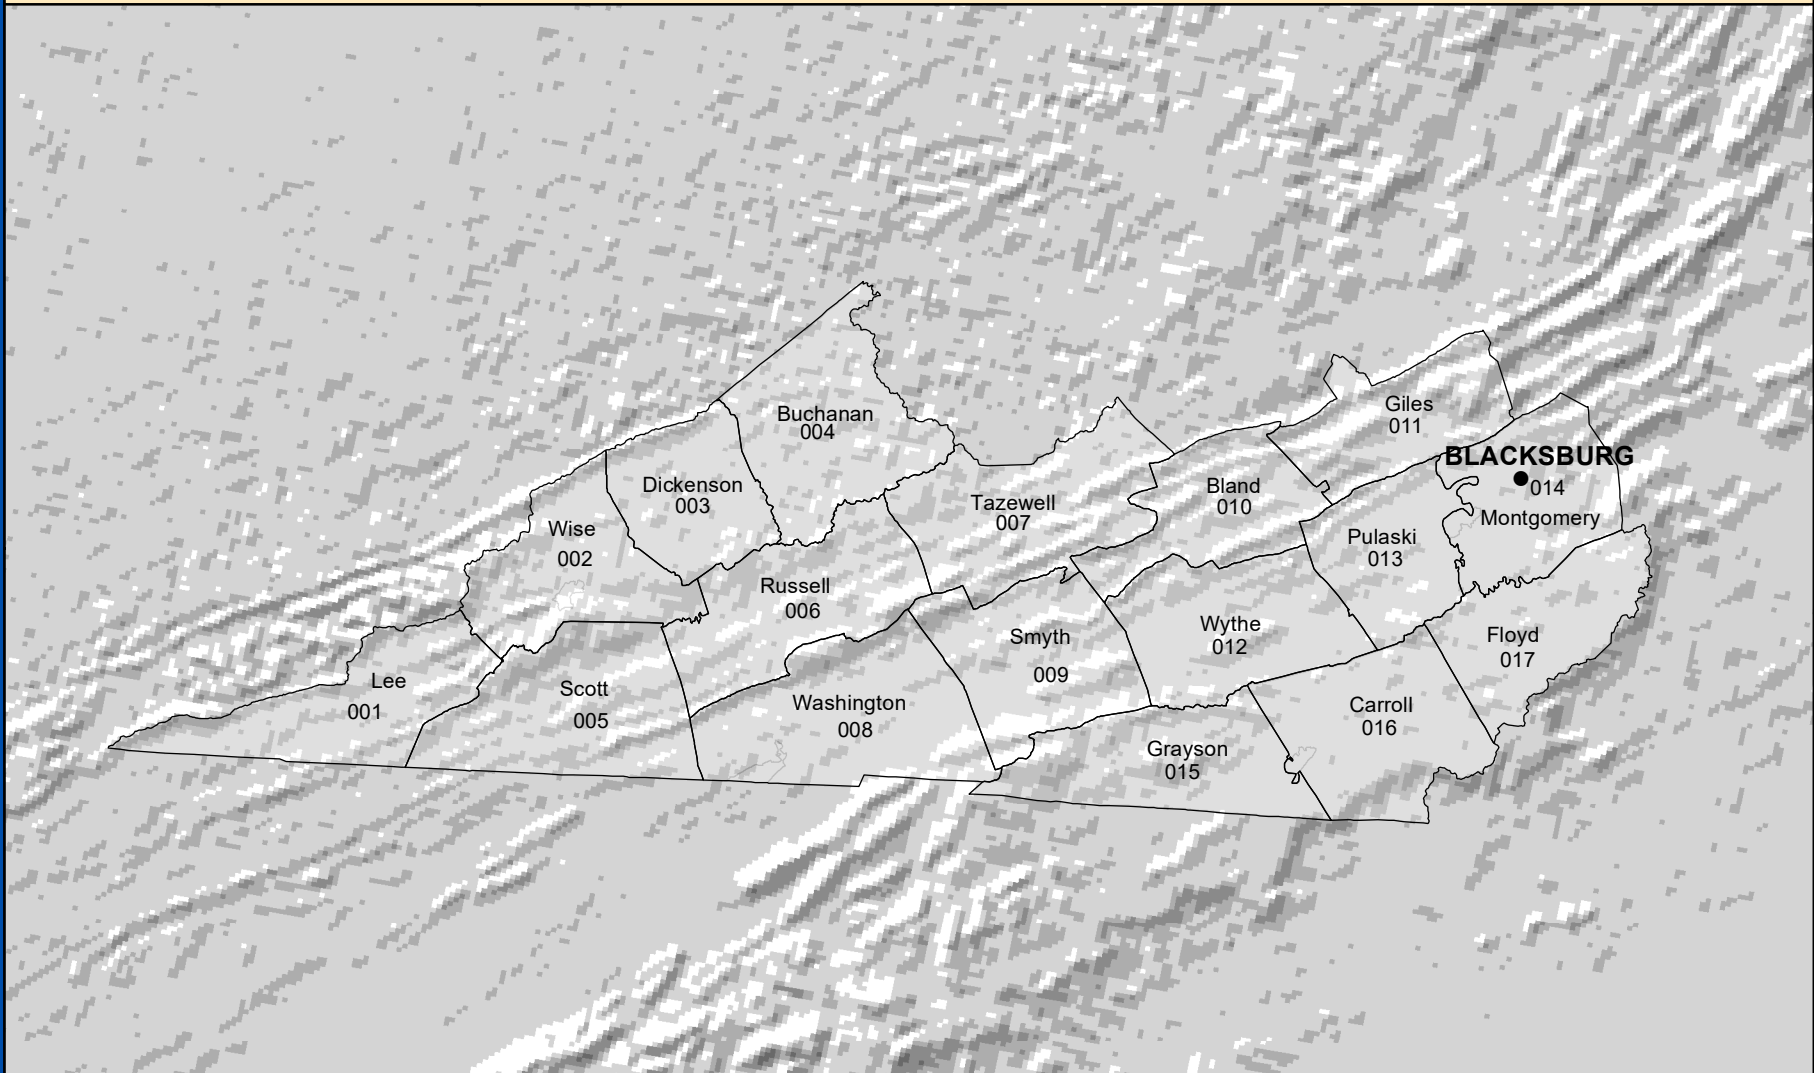 Buchanan
004
Giles
011
BLACKSBURG
014
Montgomery
Dickenson
003
Tazewell
007
Bland
010
Wise
002
Pulaski
013
Russell
006
Wythe
012
Smyth
009
Floyd
017
Lee
001
Scott
005
Washington
008
Carroll
016
Grayson
015